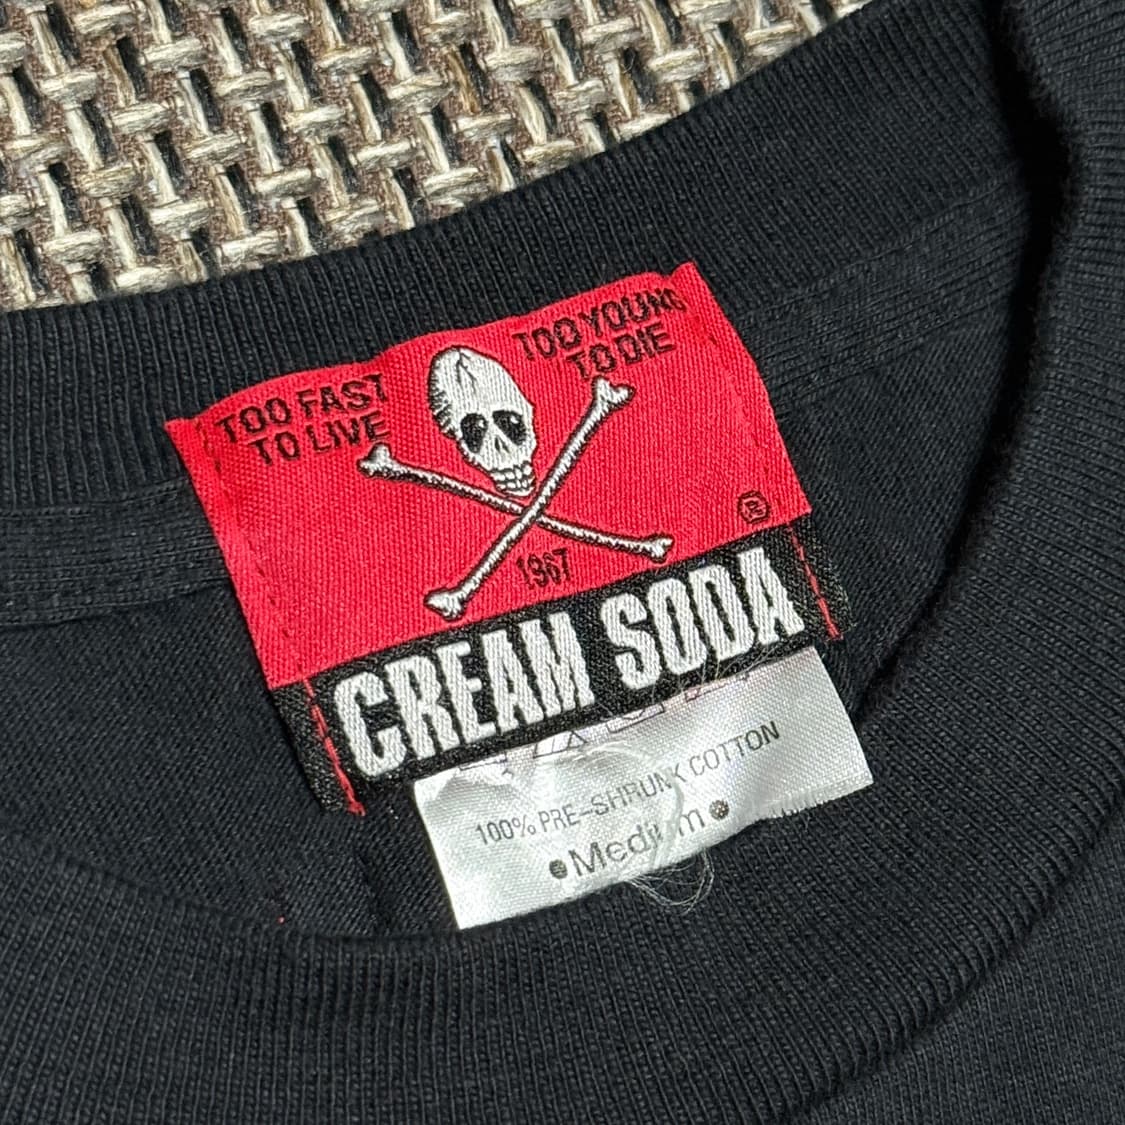 TOO FAST
TO LIVE
TOO YOUNG
TO DIE
®
1967
CREAM SODA
100% PRE-SHRUNK COTTON
•Medium•